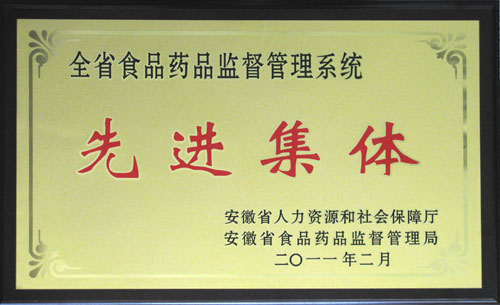 全省食品药品监督管理系统
先进集体
安徽省人力资源和社会保障厅
安徽省食品药品监督管理局
二〇一一年二月